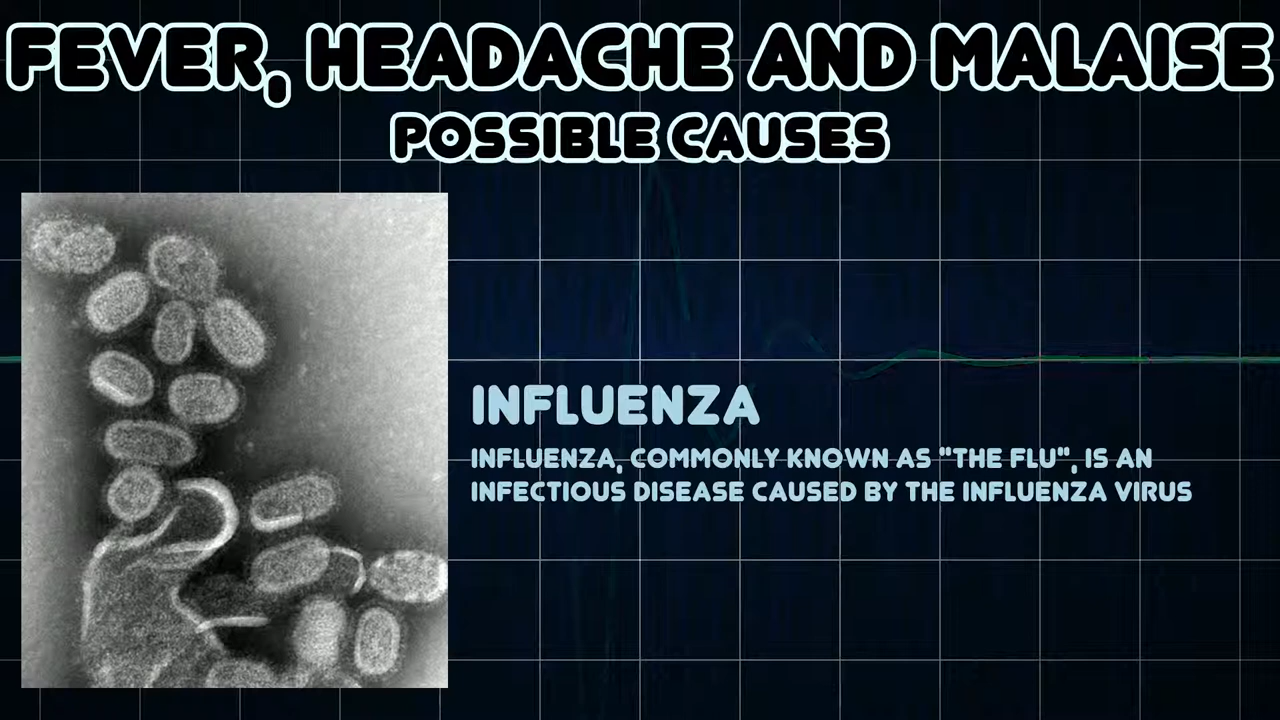 FEVER, HEADACHE AND MALAISE
POSSIBLE CAUSES
INFLUENZA
INFLUENZA, COMMONLY KNOWN AS "THE FLU", IS AN
INFECTIOUS DISEASE CAUSED BY THE INFLUENZA VIRUS